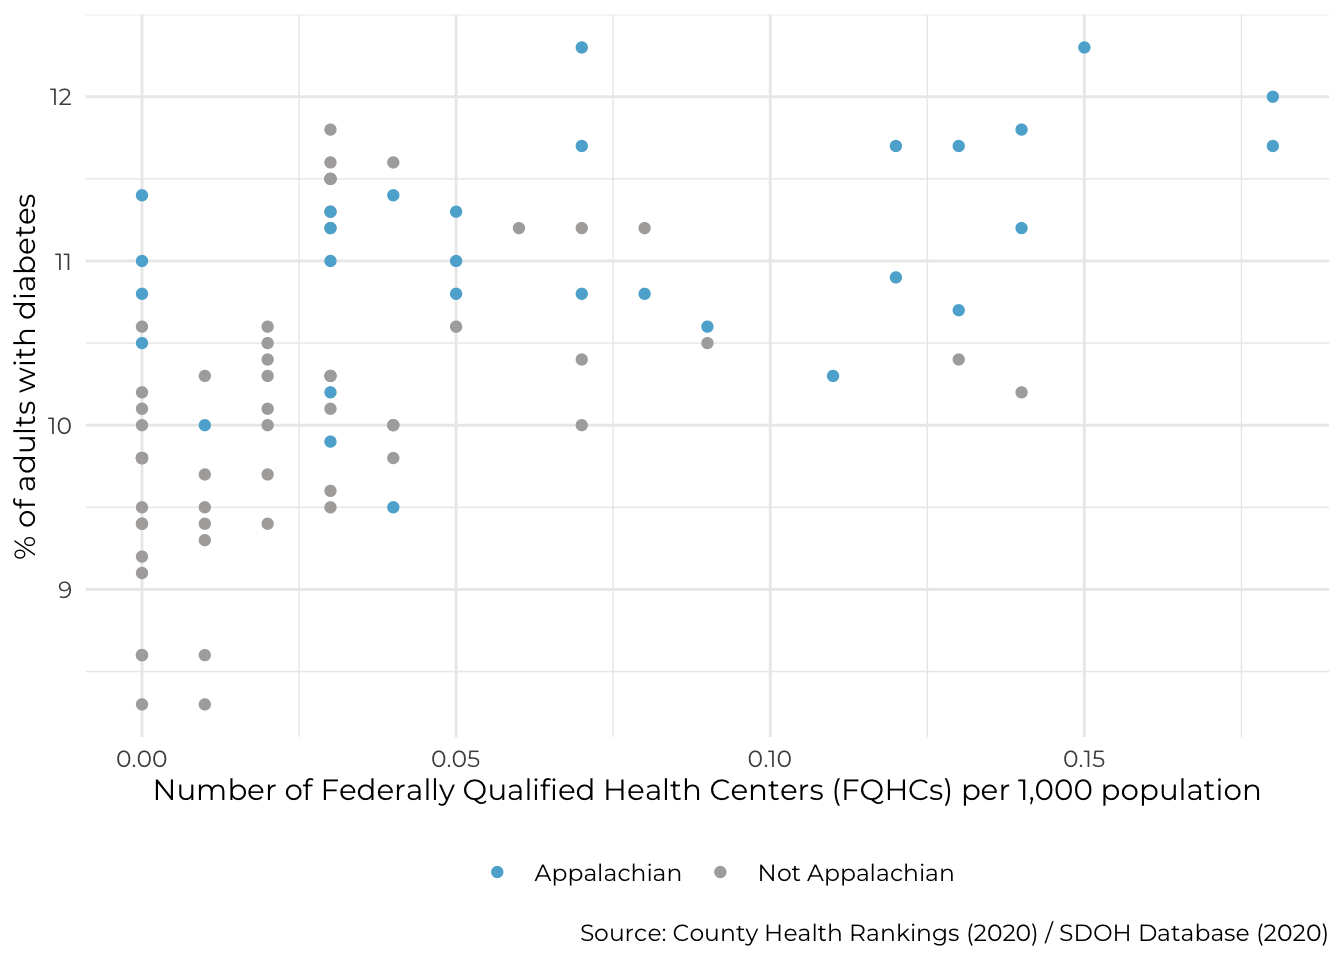 12
11
10
9
% of adults with diabetes
0.00 0.05 0.10 0.15
Number of Federally Qualified Health Centers (FQHCs) per 1,000 population
Appalachian Not Appalachian
Source: County Health Rankings (2020) / SDOH Database (2020)